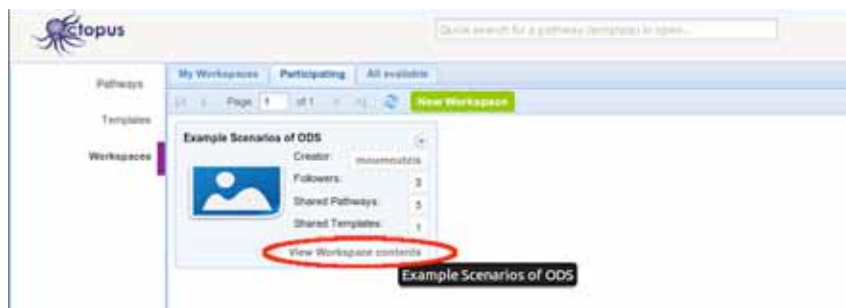 ctopus
Quick search for a pathway (template) to open...
Pathways
Templates
Workspaces
My Workspaces Participating All available
Page 1 of 1 New Workspace
Example Scenarios of ODS
Creator: moumoutzis
Followers: 3
Shared Pathways: 5
Shared Templates: 1
View Workspace contents
Example Scenarios of ODS